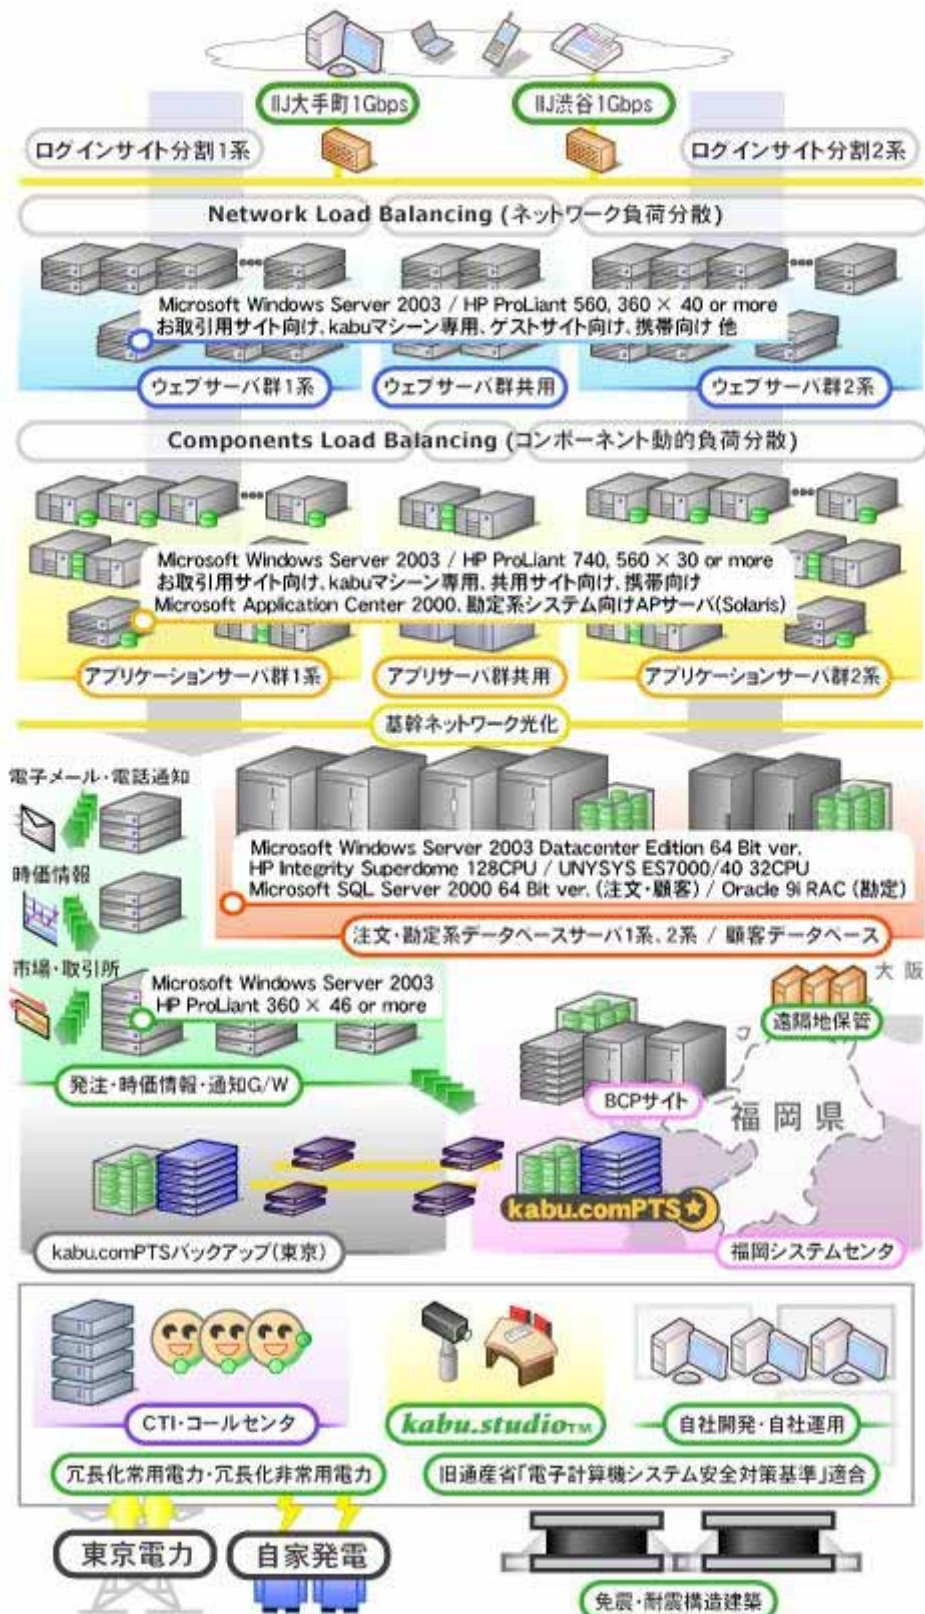 IIJ大手町1Gbps
IIJ渋谷1Gbps
ログインサイト分割1系
ログインサイト分割2系
Network Load Balancing (ネットワーク負荷分散)
Microsoft Windows Server 2003 / HP ProLiant 560, 360 × 40 or more
お取引用サイト向け、kabuマシーン専用、ゲストサイト向け、携帯向け 他
ウェブサーバ群1系
ウェブサーバ群共用
ウェブサーバ群2系
Components Load Balancing (コンポーネント動的負荷分散)
Microsoft Windows Server 2003 / HP ProLiant 740, 560 × 30 or more
お取引用サイト向け、kabuマシーン専用、共用サイト向け、携帯向け
Microsoft Application Center 2000、勘定系システム向けAPサーバ(Solaris)
アプリケーションサーバ群1系
アプリサーバ群共用
アプリケーションサーバ群2系
基幹ネットワーク光化
電子メール・電話通知
時価情報
市場・取引所
Microsoft Windows Server 2003 Datacenter Edition 64 Bit ver.
HP Integrity Superdome 128CPU / UNYSYS ES7000/40 32CPU
Microsoft SQL Server 2000 64 Bit ver. (注文・顧客) / Oracle 9i RAC (勘定)
注文・勘定系データベースサーバ1系、2系 / 顧客データベース
Microsoft Windows Server 2003
HP ProLiant 360 × 46 or more
発注・時価情報・通知G/W
大阪
遠隔地保管
BCPサイト
福岡県
kabu.comPTS
kabu.comPTSバックアップ(東京)
福岡システムセンタ
CTI・コールセンタ
kabu.studio™
自社開発・自社運用
冗長化常用電力・冗長化非常用電力
旧通産省「電子計算機システム安全対策基準」適合
東京電力
自家発電
免震・耐震構造建築